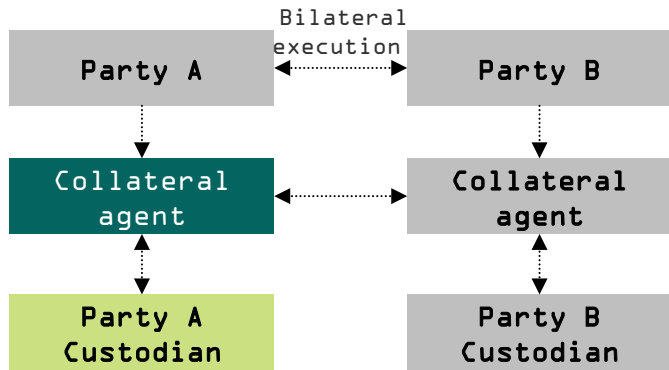 Bilateral
execution
Party A
Party B
Collateral
agent
Collateral
agent
Party A
Custodian
Party B
Custodian